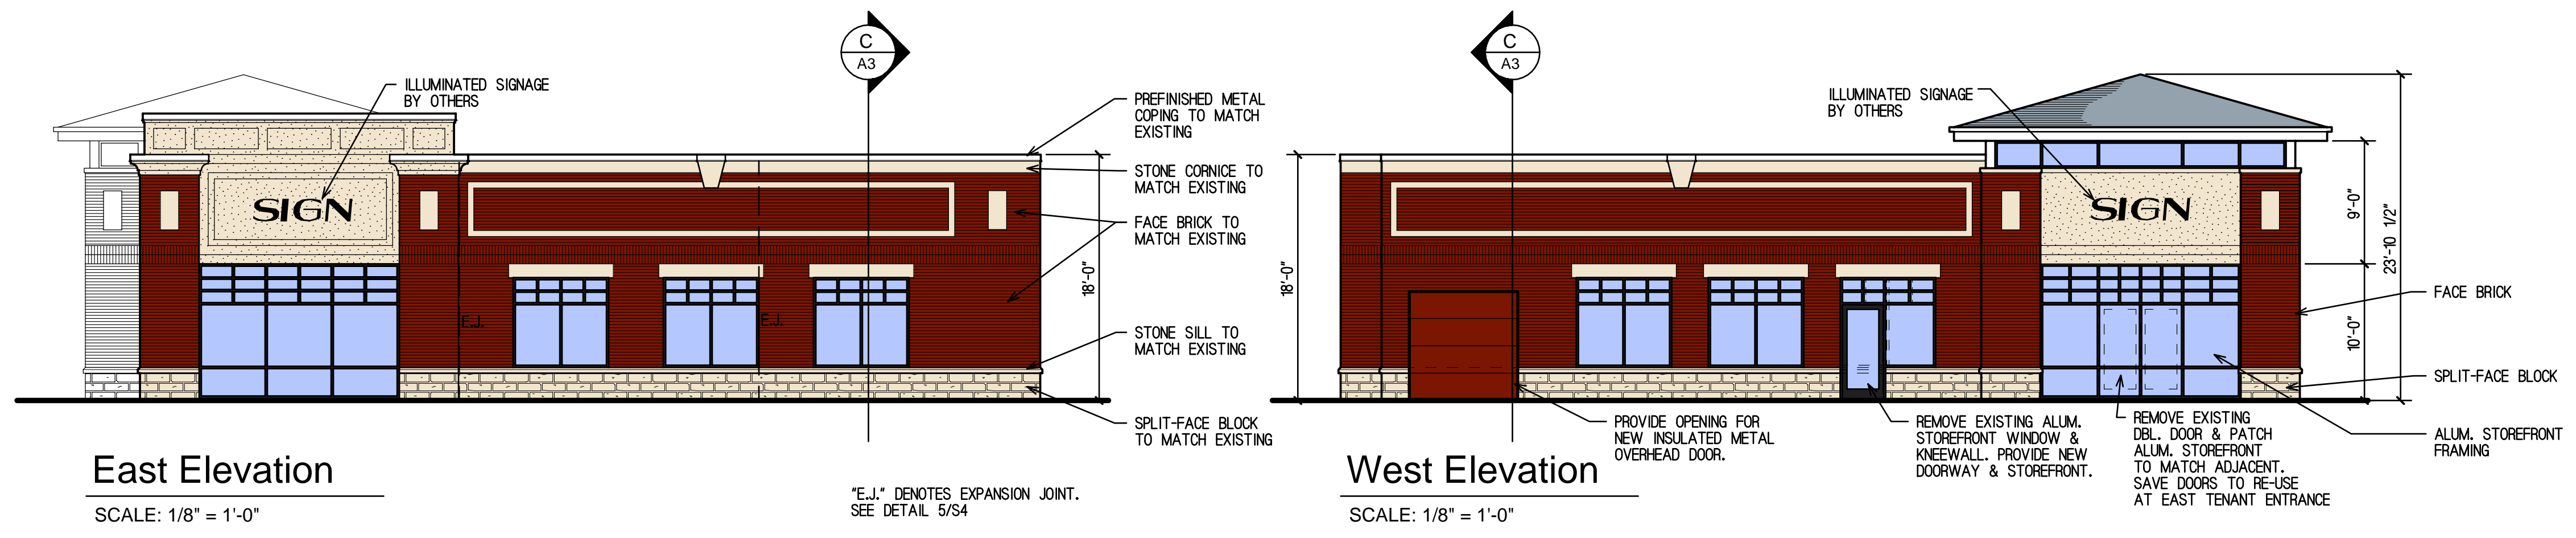 C
A3
ILLUMINATED SIGNAGE
BY OTHERS
SIGN
E.J.
E.J.
PREFINISHED METAL
COPING TO MATCH
EXISTING
STONE CORNICE TO
MATCH EXISTING
FACE BRICK TO
MATCH EXISTING
18'-0"
STONE SILL TO
MATCH EXISTING
SPLIT-FACE BLOCK
TO MATCH EXISTING
East Elevation
SCALE: 1/8" = 1'-0"
"E.J." DENOTES EXPANSION JOINT.
SEE DETAIL 5/S4
C
A3
ILLUMINATED SIGNAGE
BY OTHERS
SIGN
18'-0"
9'-0"
23'-10 1/2"
10'-0"
FACE BRICK
SPLIT-FACE BLOCK
ALUM. STOREFRONT
FRAMING
PROVIDE OPENING FOR
NEW INSULATED METAL
OVERHEAD DOOR.
REMOVE EXISTING ALUM.
STOREFRONT WINDOW &
KNEEWALL. PROVIDE NEW
DOORWAY & STOREFRONT.
REMOVE EXISTING
DBL. DOOR & PATCH
ALUM. STOREFRONT
TO MATCH ADJACENT.
SAVE DOORS TO RE-USE
AT EAST TENANT ENTRANCE
West Elevation
SCALE: 1/8" = 1'-0"